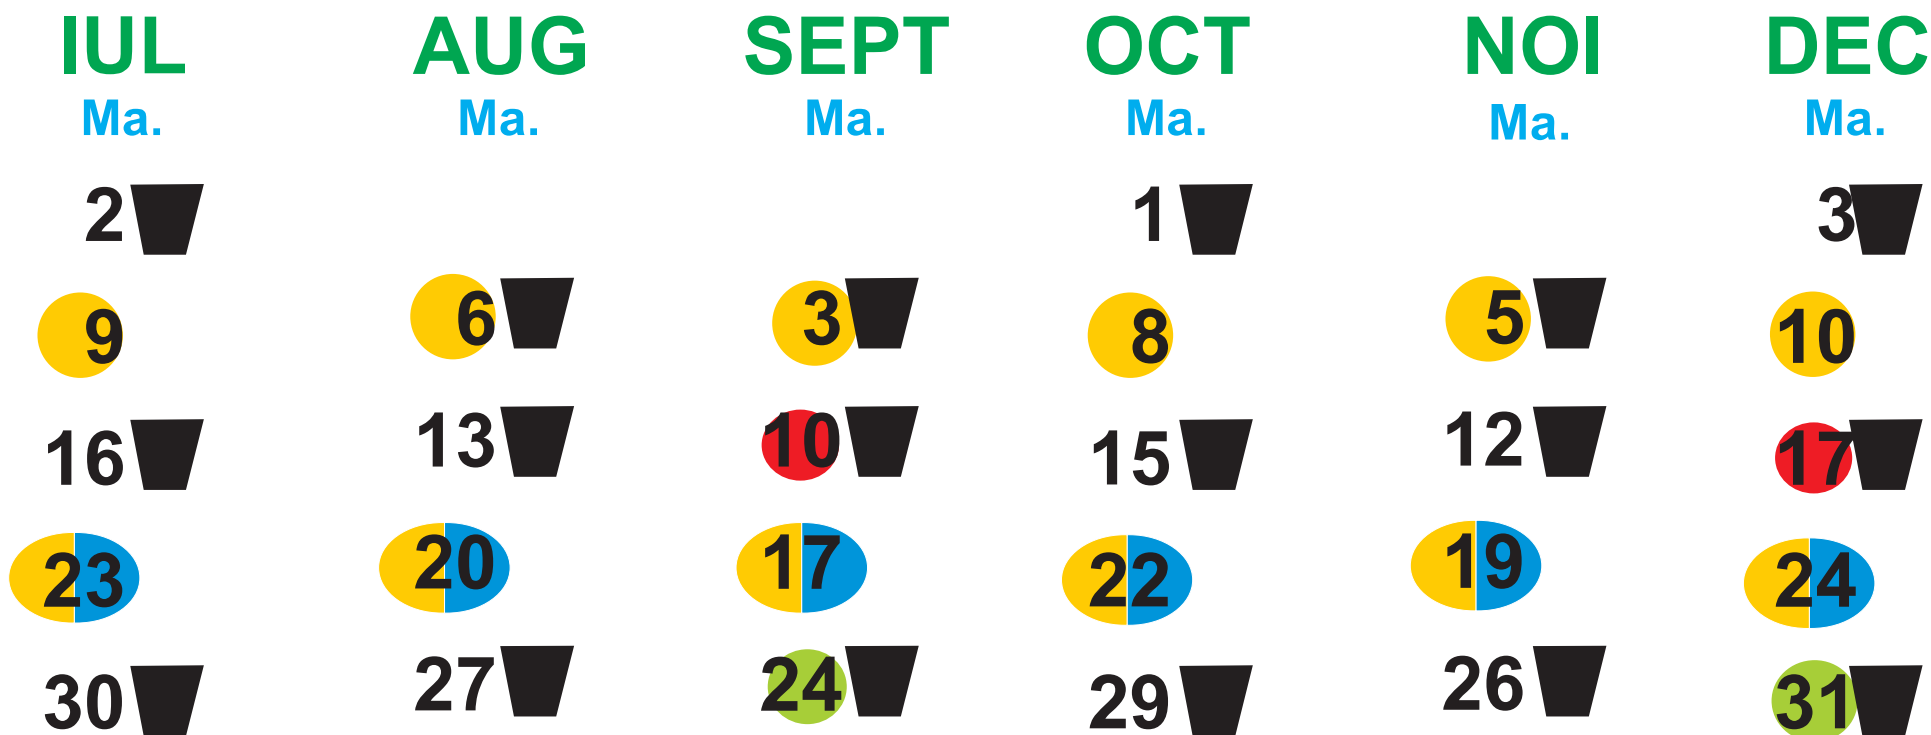 IUL AUG SEPT OCT NOI DEC
Ma. Ma. Ma. Ma. Ma. Ma.
2 1 3
9 6 3 8 5 10
16 13 10 15 12 17
23 20 17 22 19 24
30 27 24 29 26 31